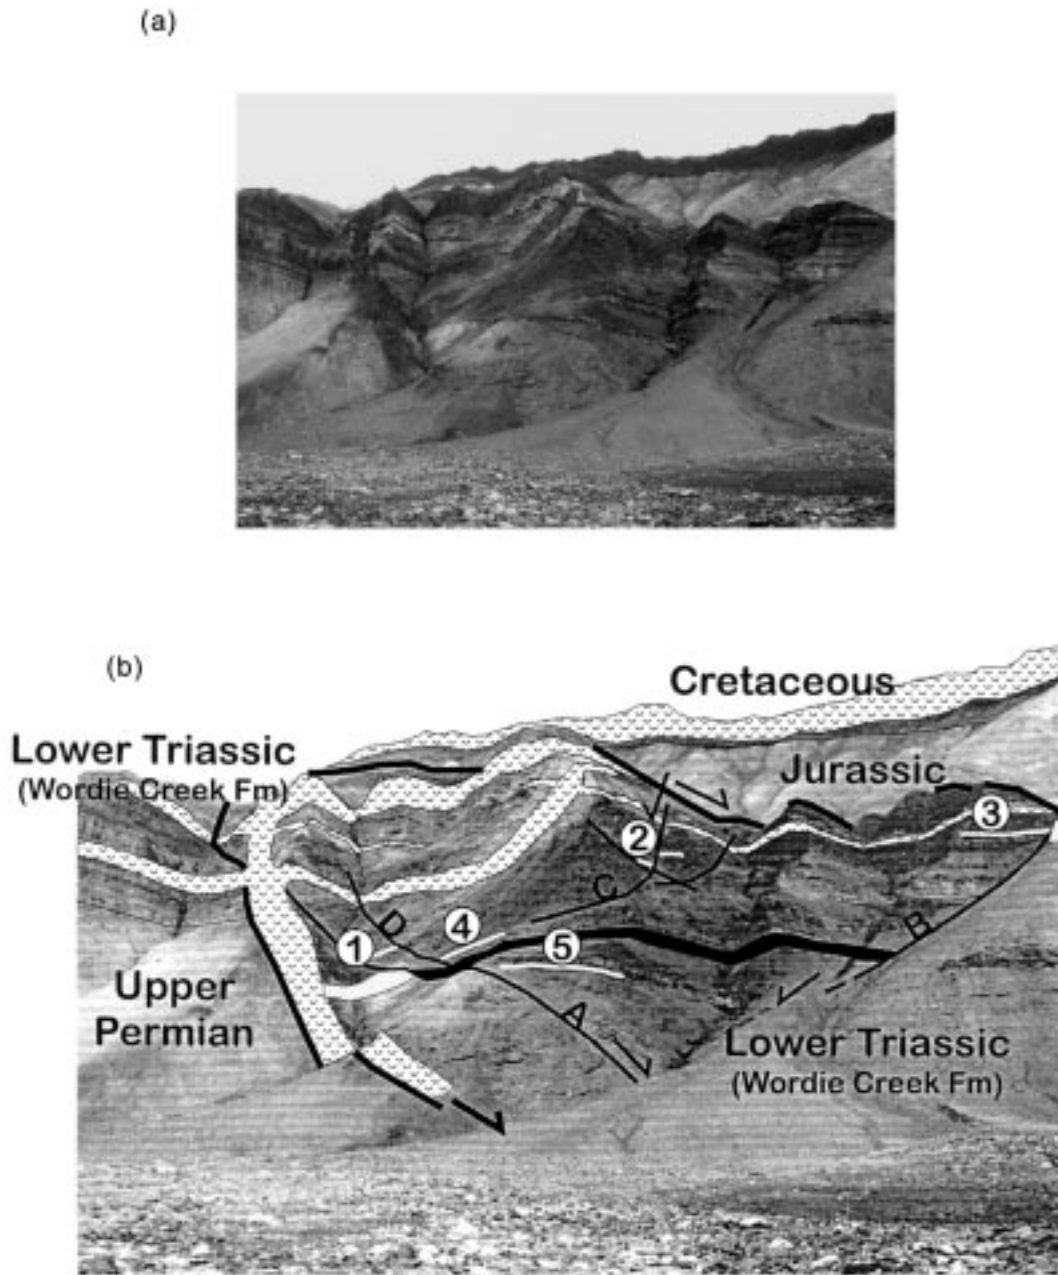 (a)
(b)
Cretaceous
Lower Triassic
(Wordie Creek Fm)
Jurassic
3
2
C
D
4
1
5
B
Upper
Permian
A
Lower Triassic
(Wordie Creek Fm)